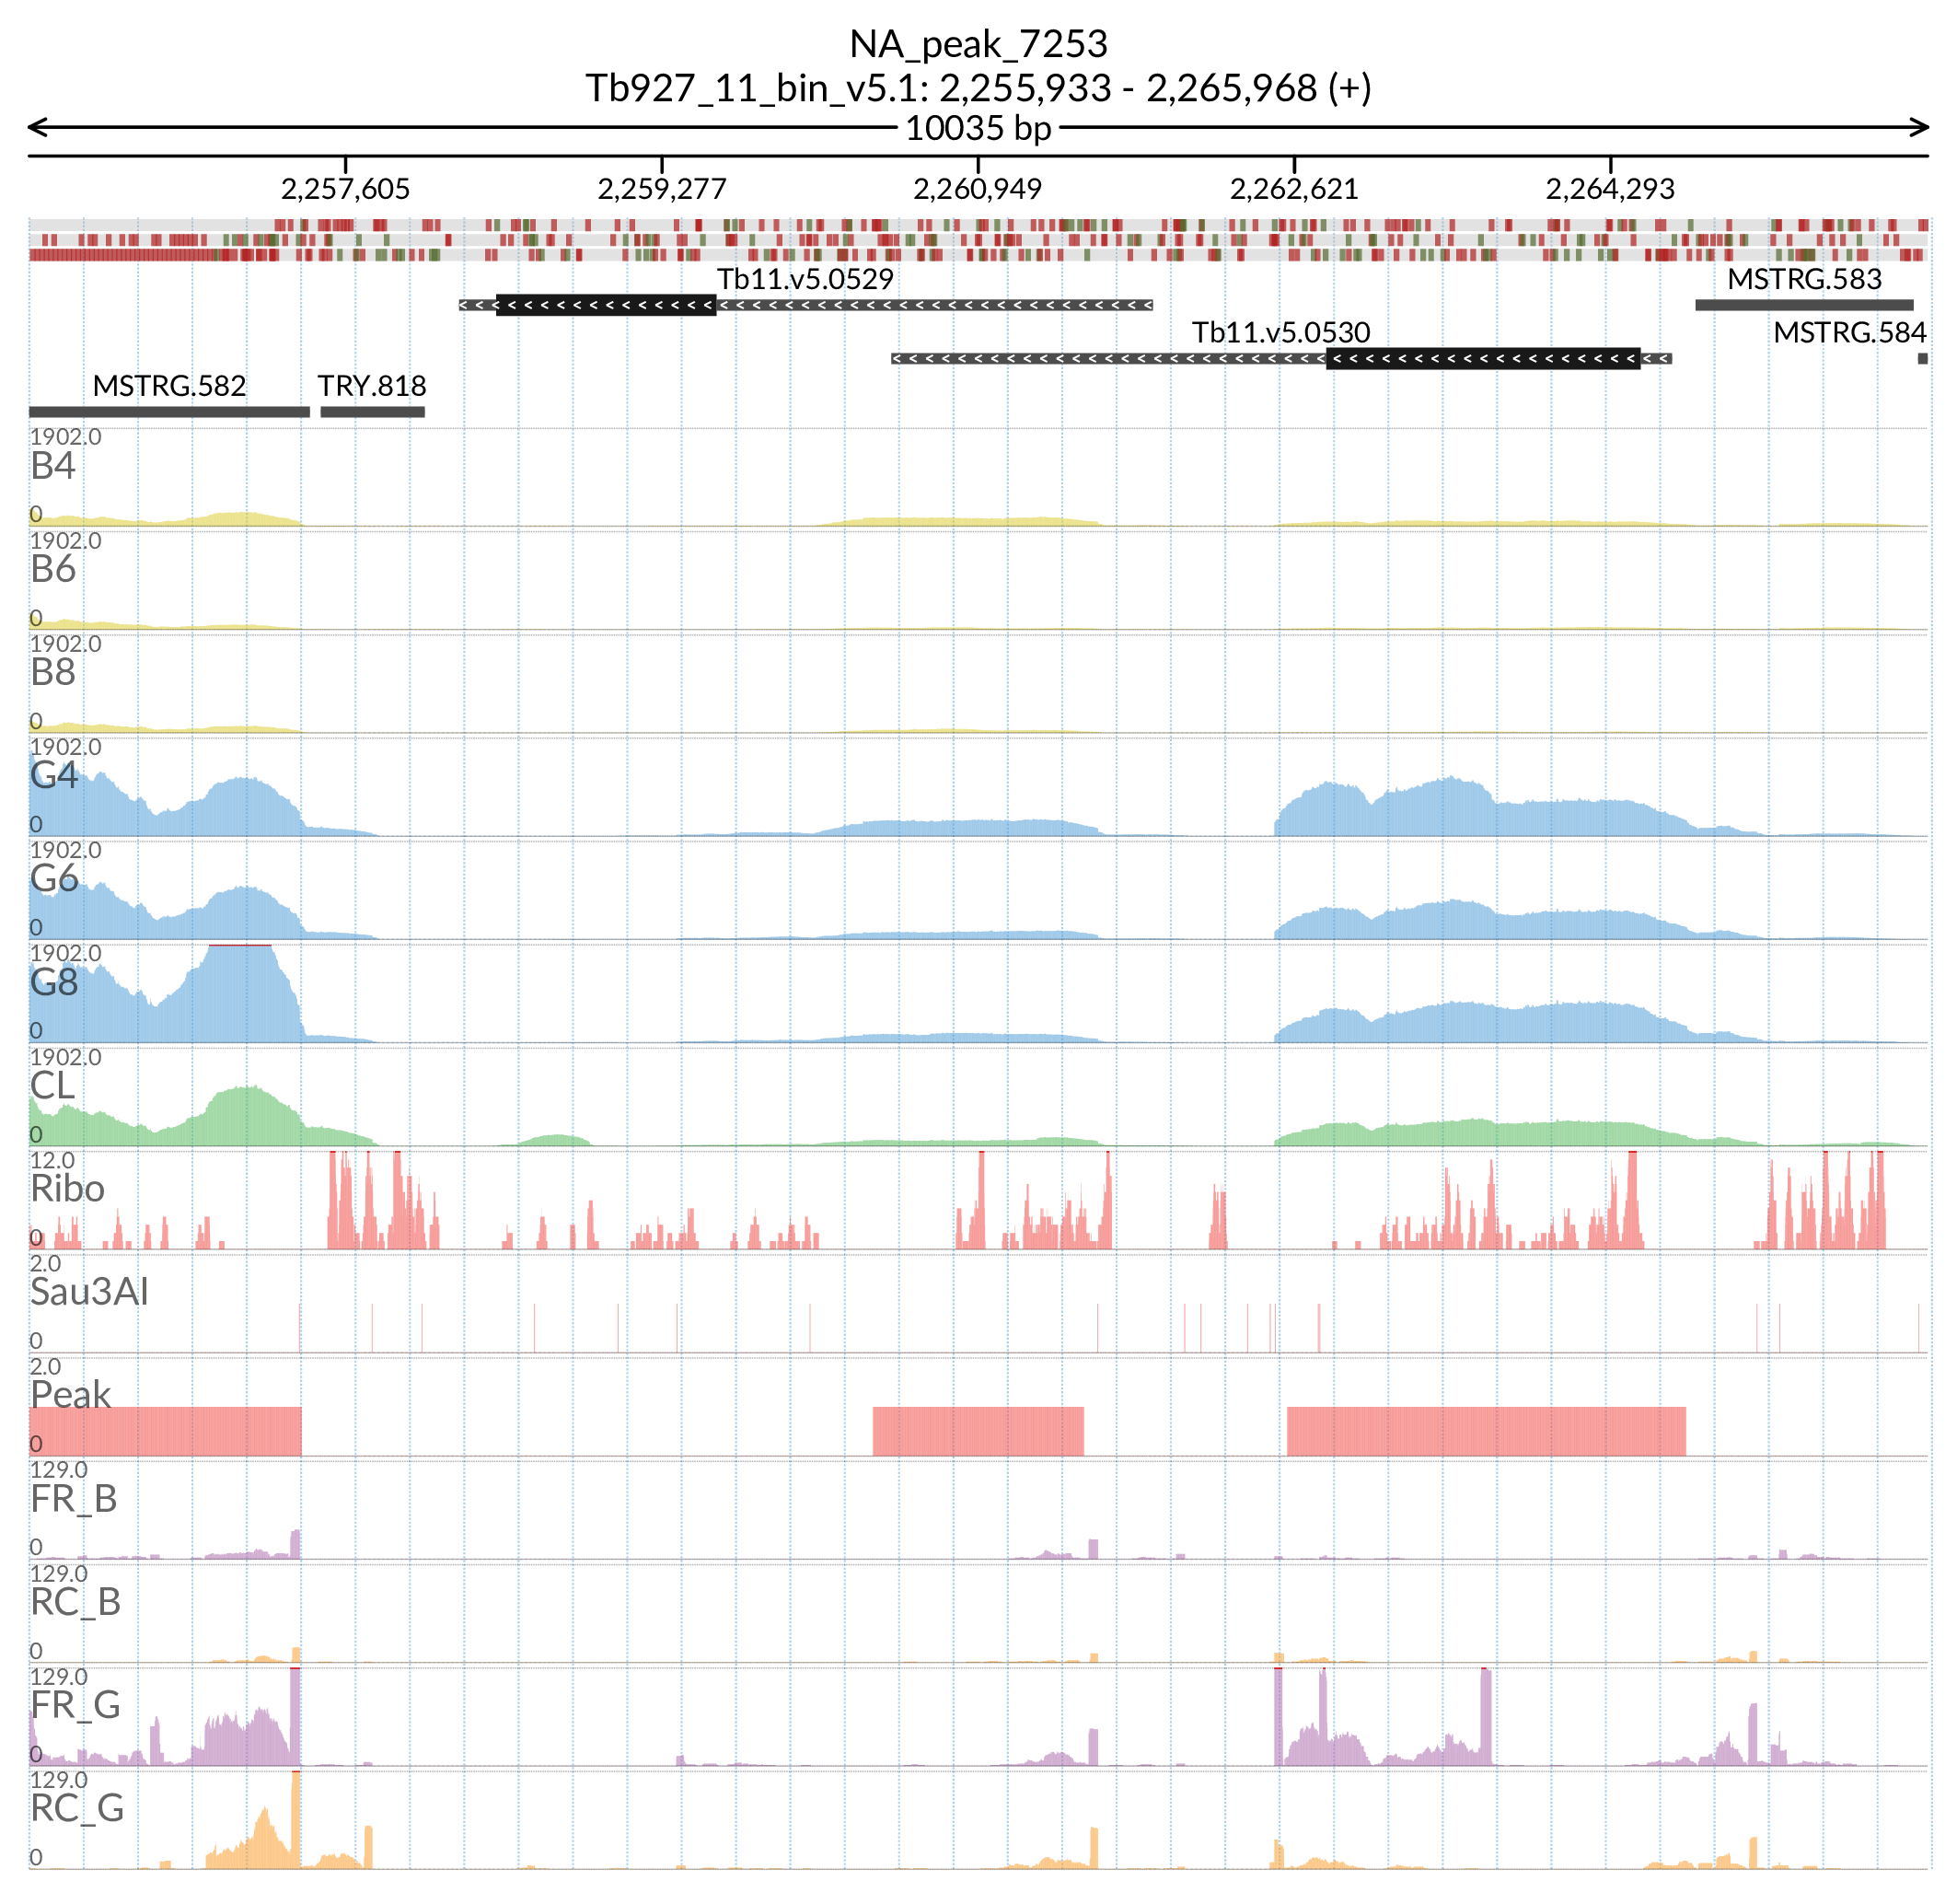 NA_peak_7253
Tb927_11_bin_v5.1: 2,255,933 - 2,265,968 (+)
10035 bp
2,257,605 2,259,277 2,260,949 2,262,621 2,264,293
Tb11.v5.0529 MSTRG.583
Tb11.v5.0530 MSTRG.584
MSTRG.582 TRY.818
1902.0
B4
0
1902.0
B6
0
1902.0
B8
0
1902.0
G4
0
1902.0
G6
0
1902.0
G8
0
1902.0
CL
0
12.0
Ribo
0
2.0
Sau3AI
0
2.0
Peak
0
129.0
FR_B
0
129.0
RC_B
0
129.0
FR_G
0
129.0
RC_G
0